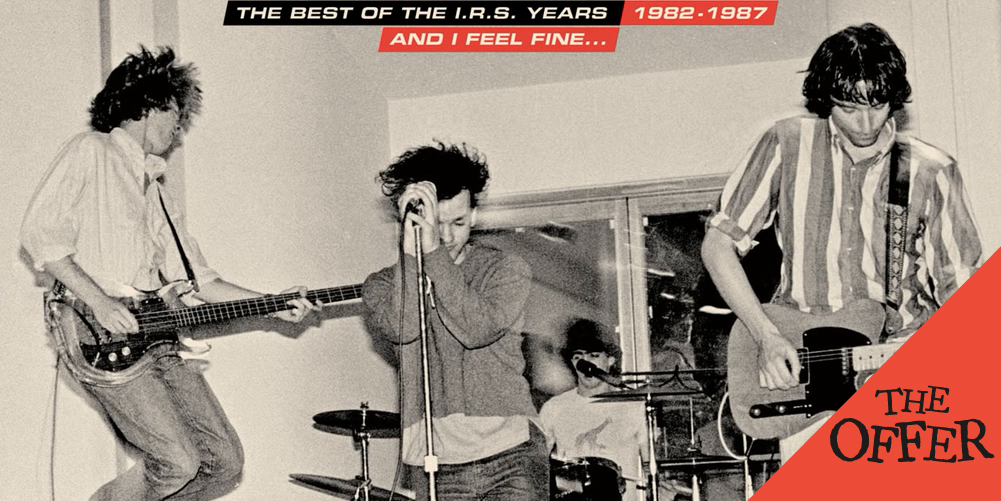 THE BEST OF THE I.R.S. YEARS 1982-1987
AND I FEEL FINE...
THE
OFFER